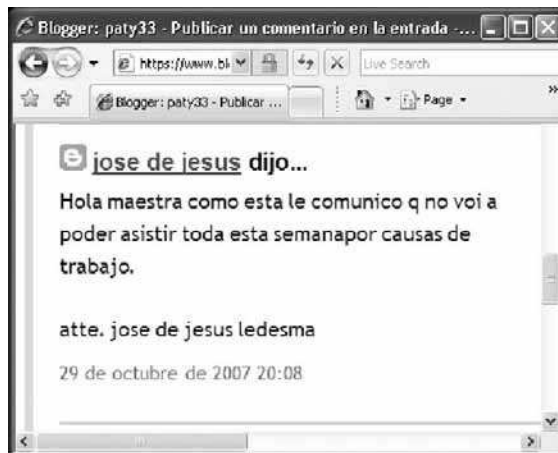 Blogger: paty33 - Publicar un comentario en la entrada -....
https://www.bl
Live Search
Blogger: paty33 - Publicar ...
Page
»
jose de jesus dijo...
Hola maestra como esta le comunico q no voi a
poder asistir toda esta semanapor causas de
trabajo.
atte. jose de jesus ledesma
29 de octubre de 2007 20:08